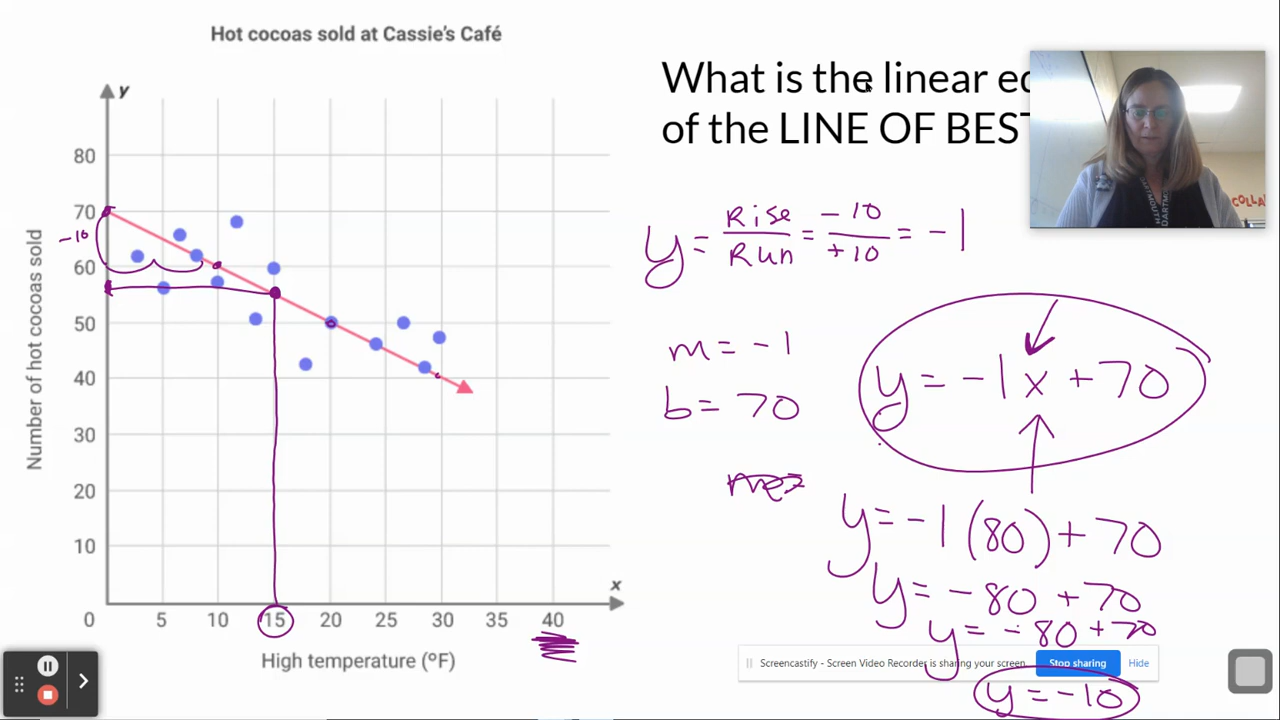 Hot cocoas sold at Cassie's Café
What is the linear
of the LINE OF BEST
y
80
70
60
50
40
30
20
10
0
5
10
15
20
25
30
35
40
x
Number of hot cocoas sold
High temperature (ºF)
-10
y = Rise = -10 = -1
Run +10
m = -1
b = 70
y = -1x + 70
y = -1(80) + 70
y = -80 + 70
y = -80 + 70
y = -10
Screencastify - Screen Video Recorder is sharing your screen.
Stop sharing
Hide
DARTMOUTH